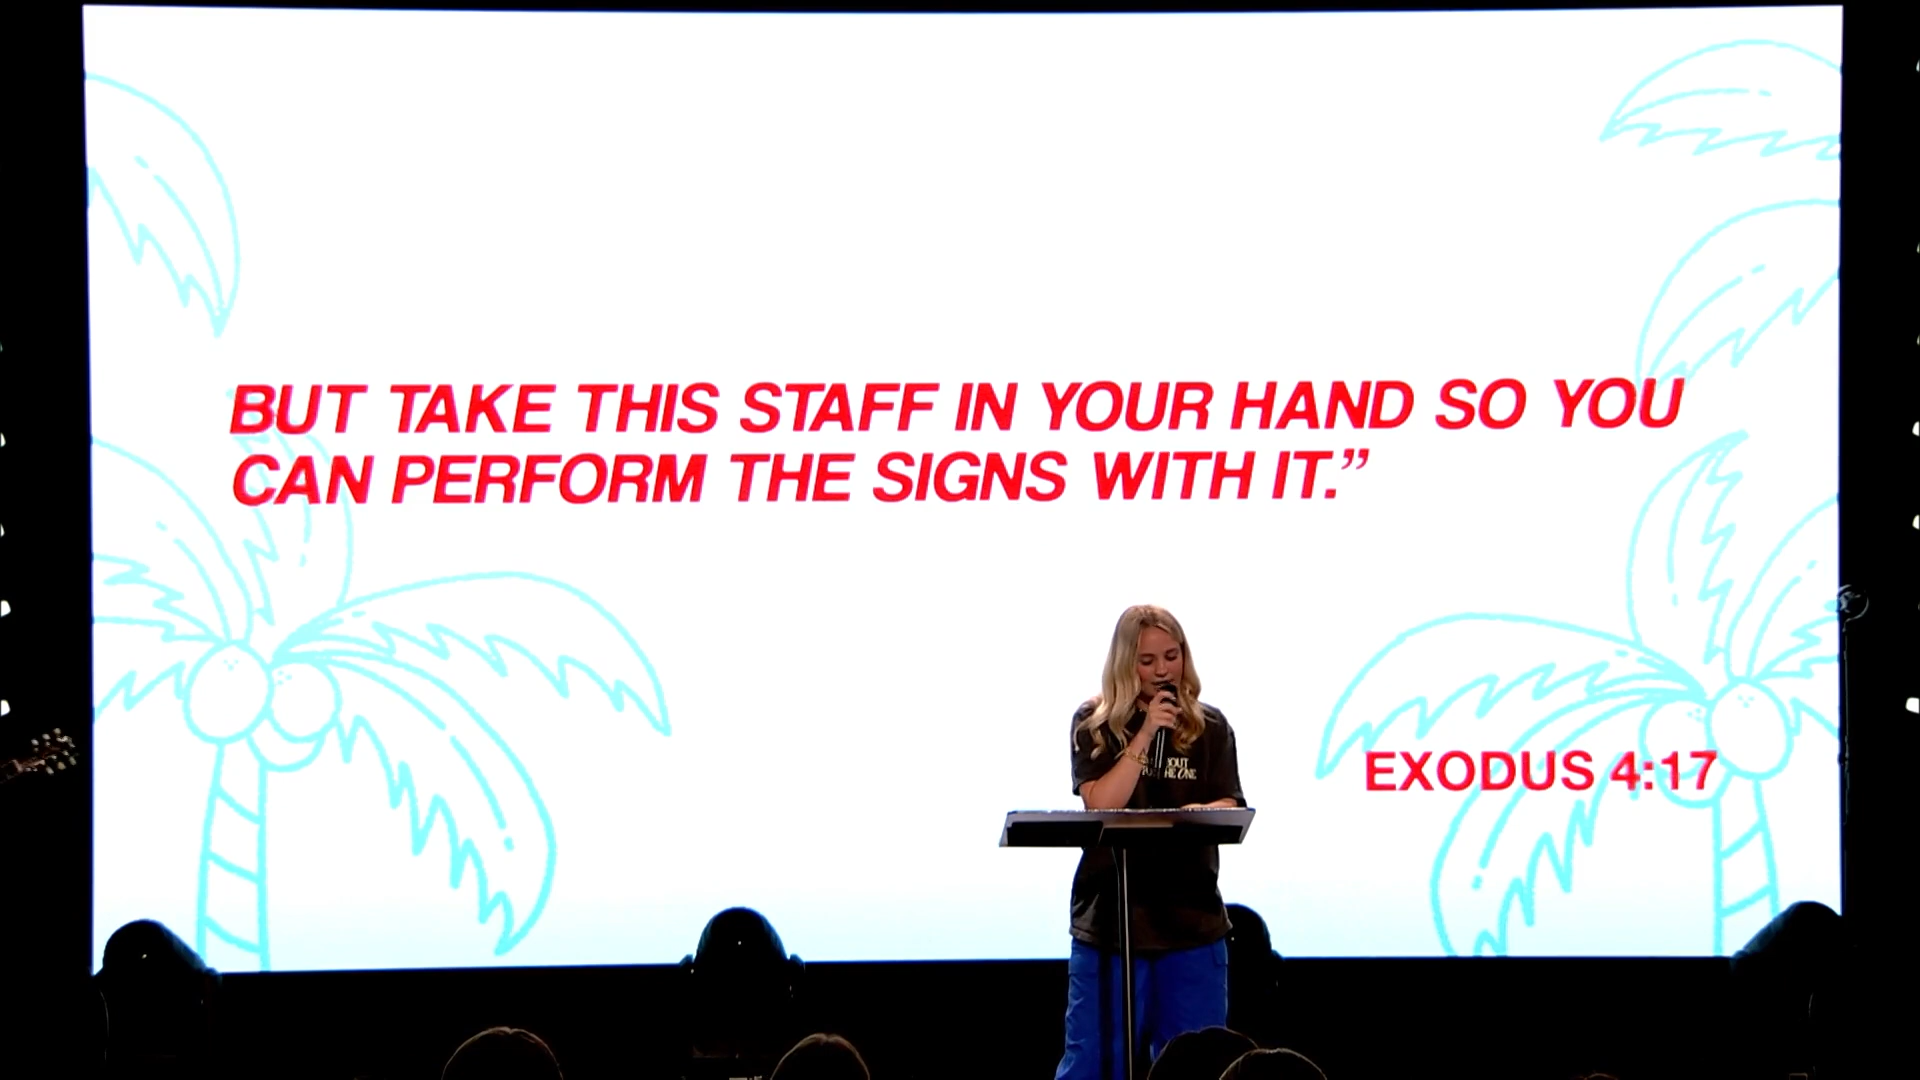 BUT TAKE THIS STAFF IN YOUR HAND SO YOU
CAN PERFORM THE SIGNS WITH IT.”
EXODUS 4:17